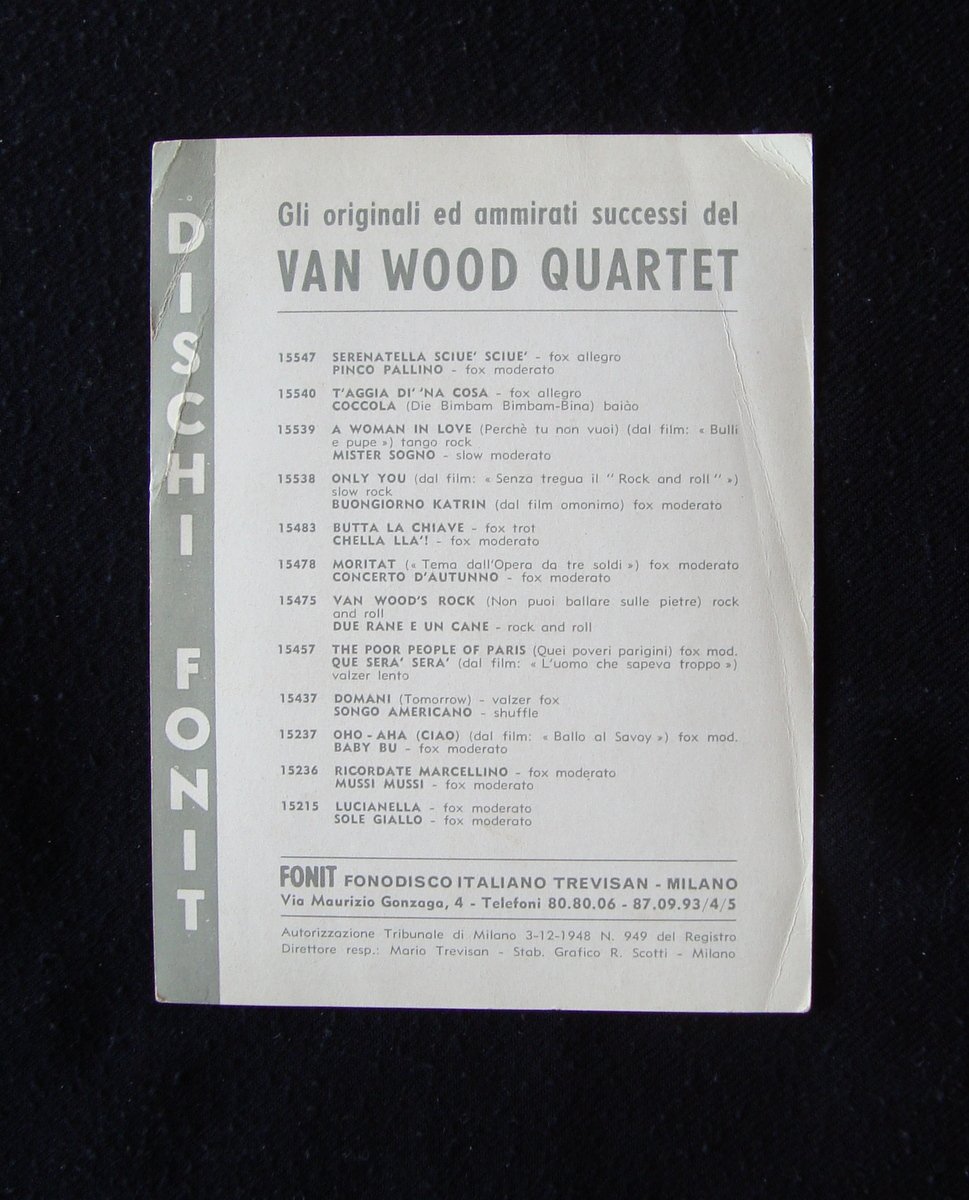 DISCHI FONIT
Gli originali ed ammirati successi del
VAN WOOD QUARTET
15547 SERENATELLA SCIUE' SCIUE' - fox allegro
PINCO PALLINO - fox moderato
15540 T'AGGIA DI' 'NA COSA - fox allegro
COCCOLA (Die Bimbam Bimbam-Bina) baiào
15539 A WOMAN IN LOVE (Perchè tu non vuoi) (dal film: « Bulli
e pupe ») tango rock
MISTER SOGNO - slow moderato
15538 ONLY YOU (dal film: « Senza tregua il " Rock and roll " »)
slow rock
BUONGIORNO KATRIN (dal film omonimo) fox moderato
15483 BUTTA LA CHIAVE - fox trot
CHELLA LLA'! - fox moderato
15478 MORITAT (« Tema dall'Opera da tre soldi ») fox moderato
CONCERTO D'AUTUNNO - fox moderato
15475 VAN WOOD'S ROCK (Non puoi ballare sulle pietre) rock
and roll
DUE RANE E UN CANE - rock and roll
15457 THE POOR PEOPLE OF PARIS (Quei poveri parigini) fox mod.
QUE SERA' SERA' (dal film: « L'uomo che sapeva troppo »)
valzer lento
15437 DOMANI (Tomorrow) - valzer fox
SONGO AMERICANO - shuffle
15237 OHO - AHA (CIAO) (dal film: « Ballo al Savoy ») fox mod.
BABY BU - fox moderato
15236 RICORDATE MARCELLINO - fox moderato
MUSSI MUSSI - fox moderato
15215 LUCIANELLA - fox moderato
SOLE GIALLO - fox moderato
FONIT FONODISCO ITALIANO TREVISAN - MILANO
Via Maurizio Gonzaga, 4 - Telefoni 80.80.06 - 87.09.93/4/5
Autorizzazione Tribunale di Milano 3-12-1948 N. 949 del Registro
Direttore resp.: Mario Trevisan - Stab. Grafico R. Scotti - Milano